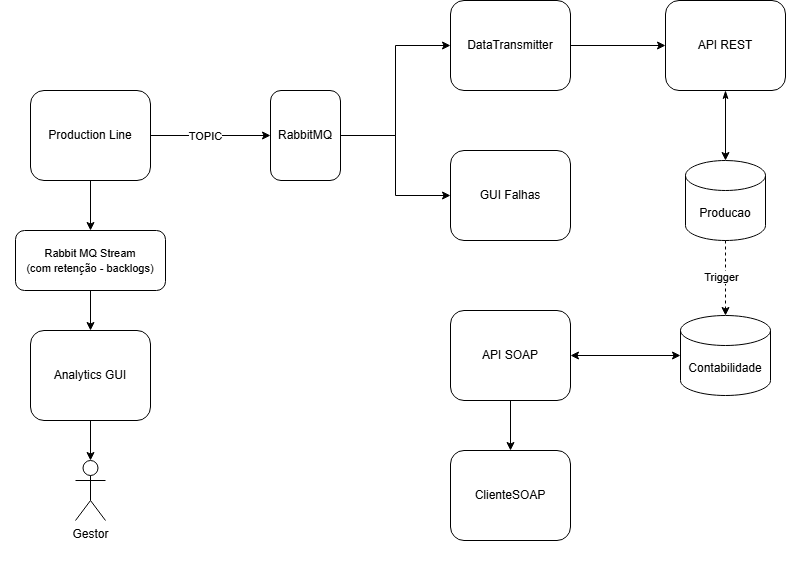 DataTransmitter
API REST
Production Line
TOPIC
RabbitMQ
GUI Falhas
Producao
Rabbit MQ Stream
(com retenção - backlogs)
Trigger
API SOAP
Contabilidade
Analytics GUI
ClienteSOAP
Gestor